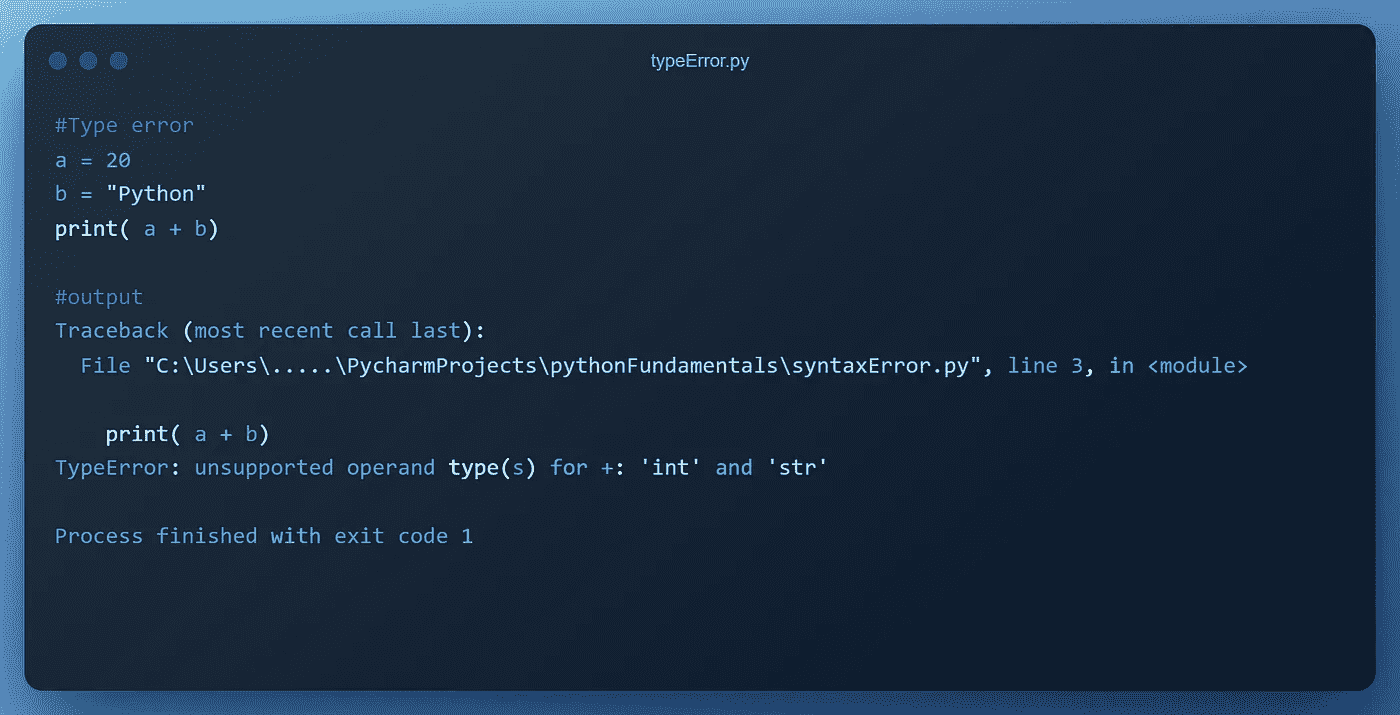 typeError.py
#Type error
a = 20
b = "Python"
print( a + b)
#output
Traceback (most recent call last):
  File "C:\Users\.....\PycharmProjects\pythonFundamentals\syntaxError.py", line 3, in <module>
    print( a + b)
TypeError: unsupported operand type(s) for +: 'int' and 'str'
Process finished with exit code 1